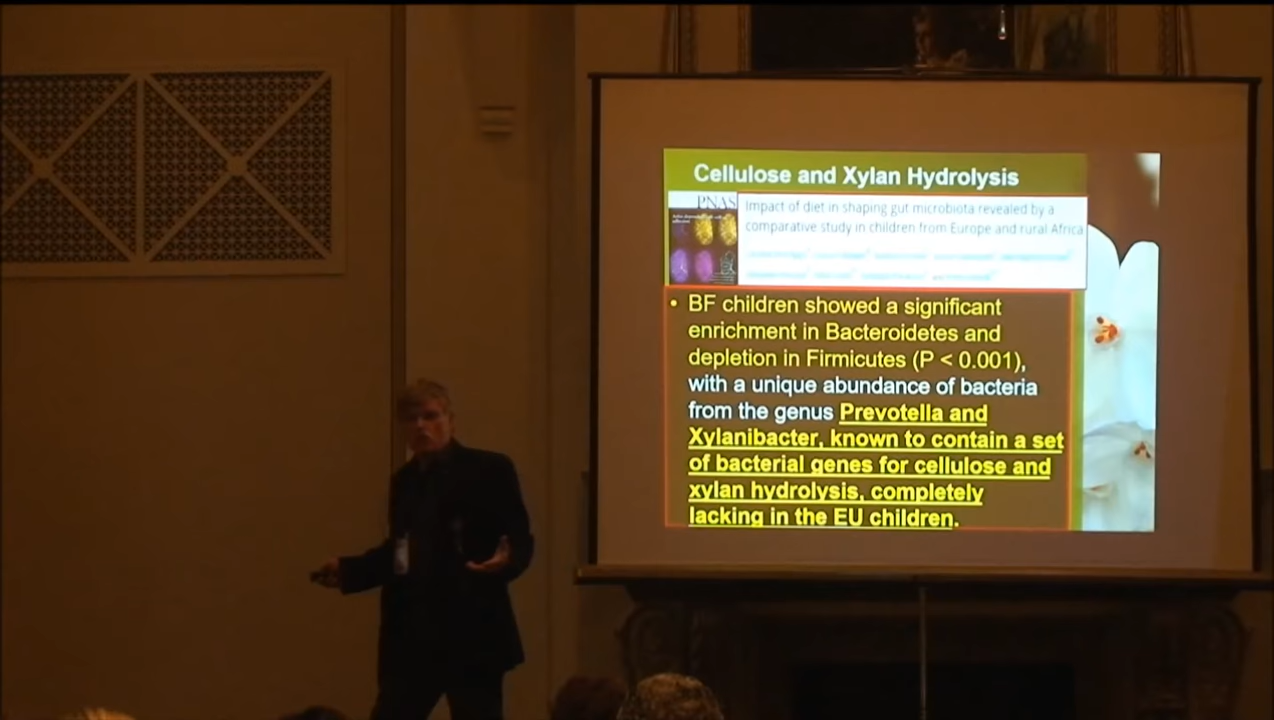 Cellulose and Xylan Hydrolysis
PNAS
Impact of diet in shaping gut microbiota revealed by a
comparative study in children from Europe and rural Africa
• BF children showed a significant
enrichment in Bacteroidetes and
depletion in Firmicutes (P < 0.001),
with a unique abundance of bacteria
from the genus Prevotella and
Xylanibacter, known to contain a set
of bacterial genes for cellulose and
xylan hydrolysis, completely
lacking in the EU children.